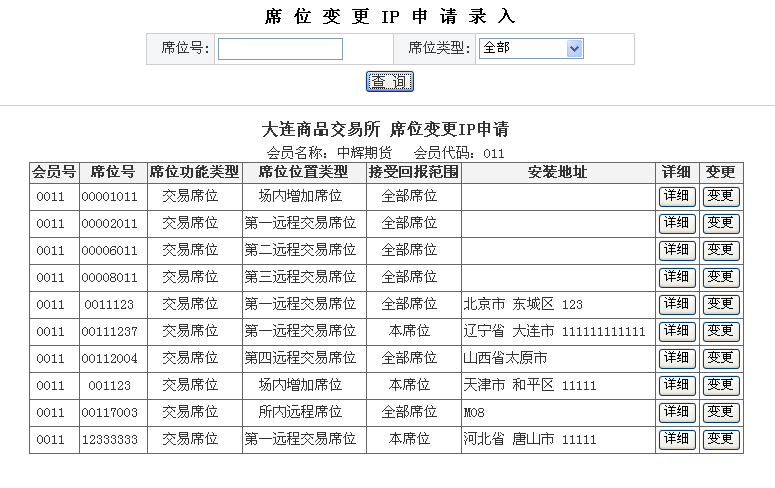 席 位 变 更 IP 申 请 录 入
席位号: 席位类型: 全部
查 询
大连商品交易所 席位变更IP申请
会员名称: 中辉期货 会员代码: 011
会员号 席位号 席位功能类型 席位位置类型 接受回报范围 安装地址 详细 变更
0011 00001011 交易席位 场内增加席位 全部席位 详细 变更
0011 00002011 交易席位 第一远程交易席位 全部席位 详细 变更
0011 00006011 交易席位 第二远程交易席位 全部席位 详细 变更
0011 00008011 交易席位 第三远程交易席位 全部席位 详细 变更
0011 0011123 交易席位 第一远程交易席位 全部席位 北京市 东城区 123 详细 变更
0011 00111237 交易席位 第一远程交易席位 本席位 辽宁省 大连市 111111111111 详细 变更
0011 00112004 交易席位 第四远程交易席位 全部席位 山西省太原市 详细 变更
0011 001123 交易席位 场内增加席位 本席位 天津市 和平区 11111 详细 变更
0011 00117003 交易席位 所内远程席位 全部席位 M08 详细 变更
0011 12333333 交易席位 第一远程交易席位 本席位 河北省 唐山市 11111 详细 变更